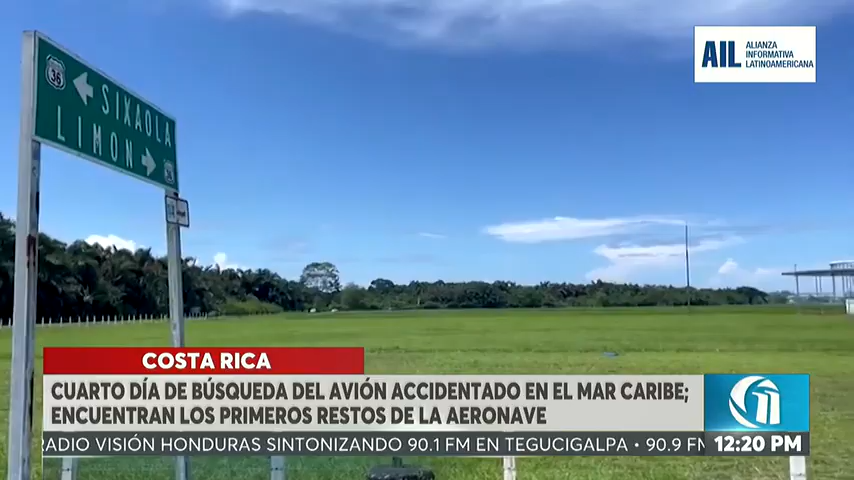 AIL ALIANZA
INFORMATIVA
LATINOAMERICANA
36
SIXAOLA
LIMON
COSTA RICA
CUARTO DÍA DE BÚSQUEDA DEL AVIÓN ACCIDENTADO EN EL MAR CARIBE;
ENCUENTRAN LOS PRIMEROS RESTOS DE LA AERONAVE
RADIO VISIÓN HONDURAS SINTONIZANDO 90.1 FM EN TEGUCIGALPA • 90.9 F
12:20 PM